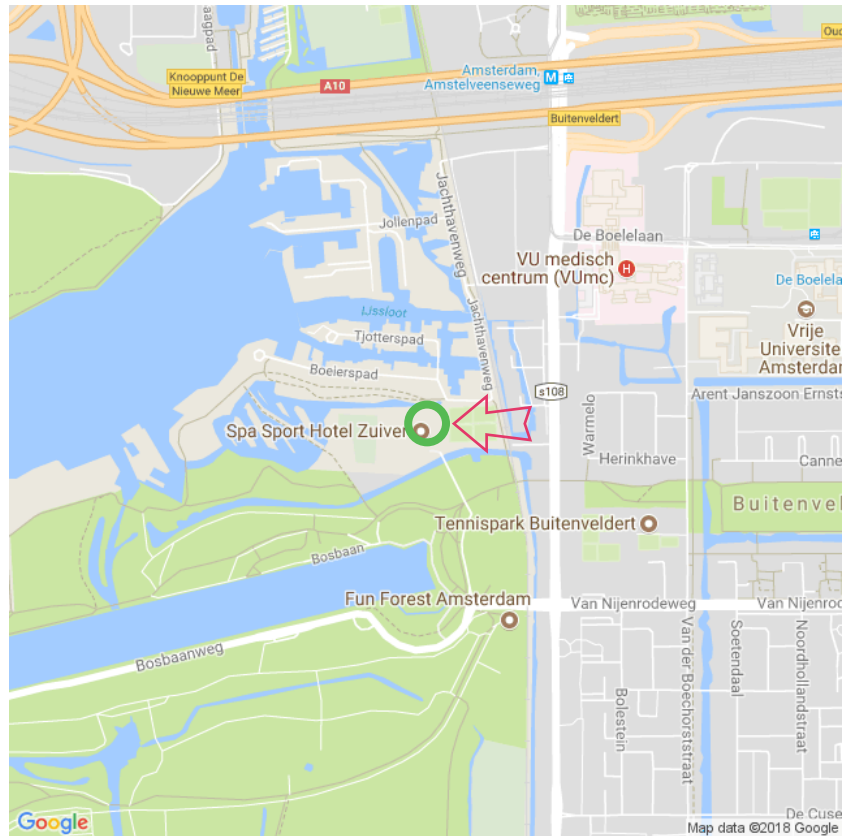 aagpad
Oud
Knooppunt De
Nieuwe Meer
A10
Amsterdam,
Amstelveenseweg
M
Buitenveldert
Jachthavenweg
Jollenpad
De Boelelaan
VU medisch
centrum (VUmc)
H
De Boelela
IJssloot
Jachthavenweg
Vrije
Universite
Amsterdam
Tjotterspad
Boeierspad
s108
Arent Janszoon Ernsts
Warmelo
Spa Sport Hotel Zuiver
Herinkhave
Canne
Buitenvel
Tennispark Buitenveldert
Bosbaan
Fun Forest Amsterdam
Van Nijenrodeweg
Van Nijenrod
Bosbaanweg
Van der Boechorststraat
Soetendaal
Noordhollandstraat
Bolestein
De Cuse
Google
Map data ©2018 Google